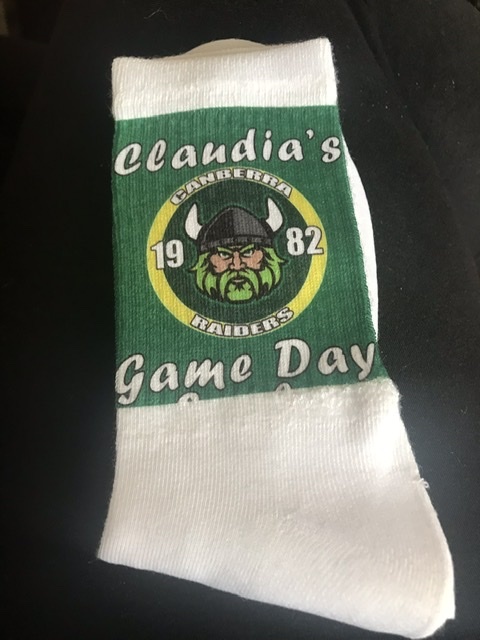 Claudia's
CANBERRA
19 82
RAIDERS
Game Day